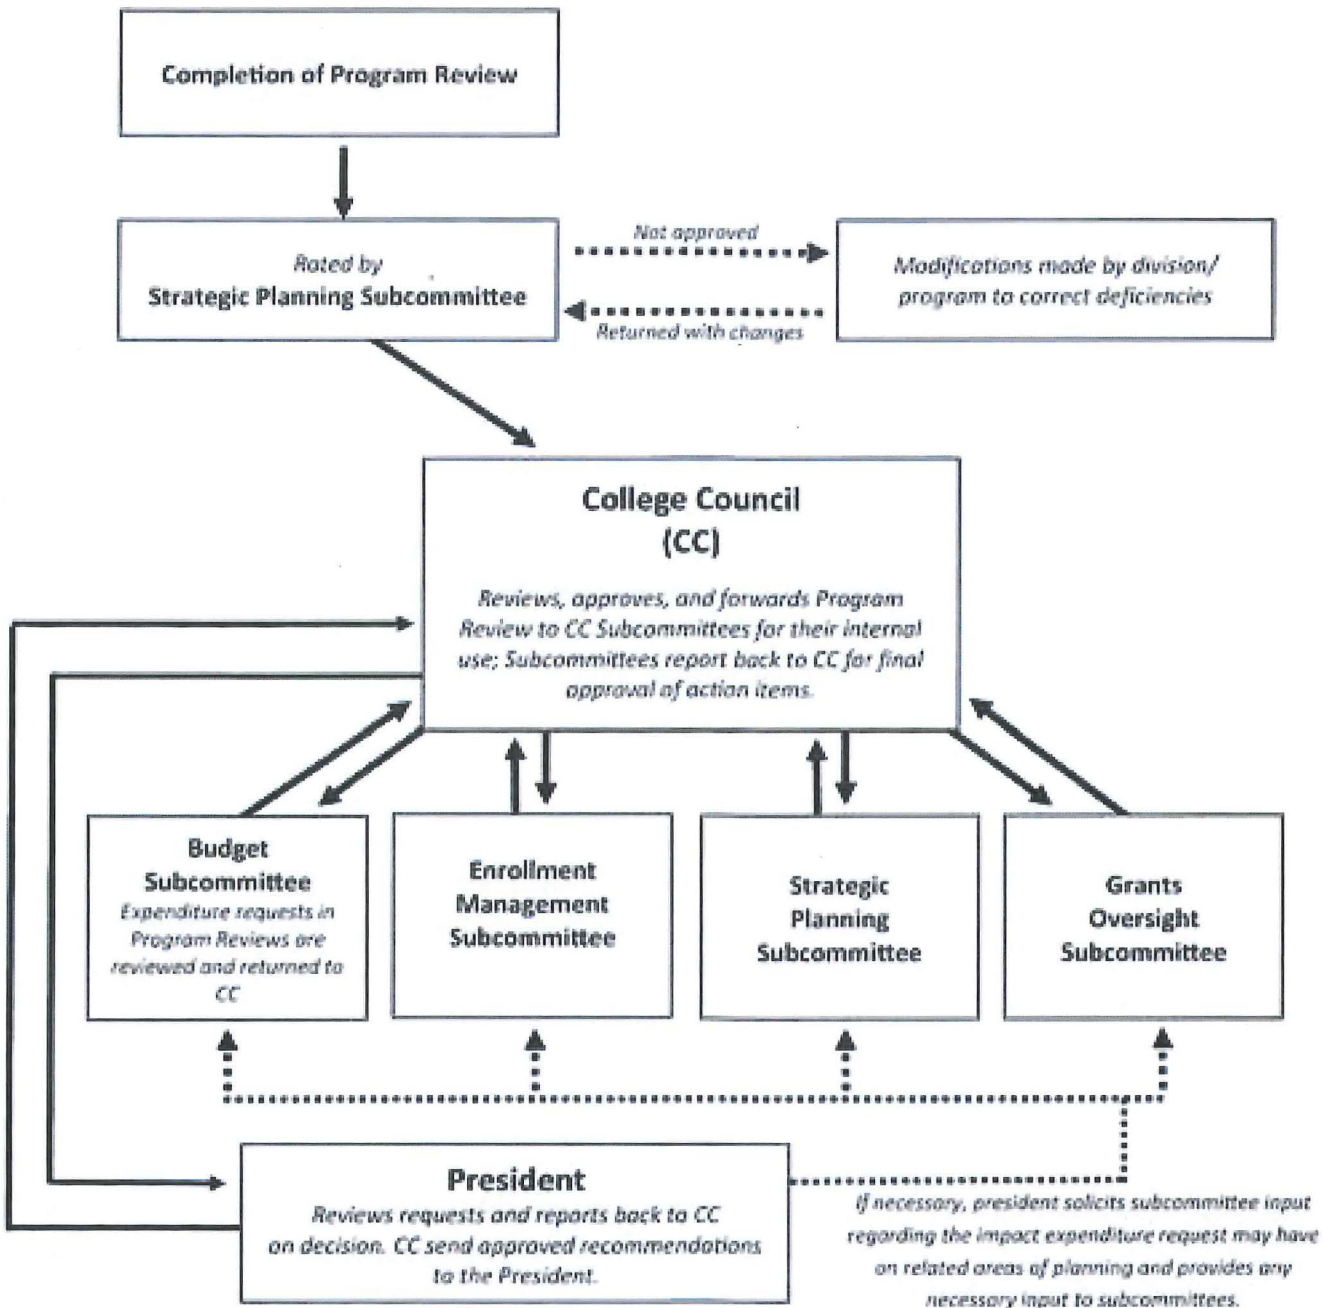 Completion of Program Review
Rated by
Strategic Planning Subcommittee
Not approved
Returned with changes
Modifications made by division/
program to correct deficiencies
College Council
(CC)
Reviews, approves, and forwards Program
Review to CC Subcommittees for their internal
use; Subcommittees report back to CC for final
approval of action items.
Budget
Subcommittee
Expenditure requests in
Program Reviews are
reviewed and returned to
CC
Enrollment
Management
Subcommittee
Strategic
Planning
Subcommittee
Grants
Oversight
Subcommittee
President
Reviews requests and reports back to CC
on decision. CC send approved recommendations
to the President.
If necessary, president solicits subcommittee input
regarding the impact expenditure request may have
on related areas of planning and provides any
necessary input to subcommittees.